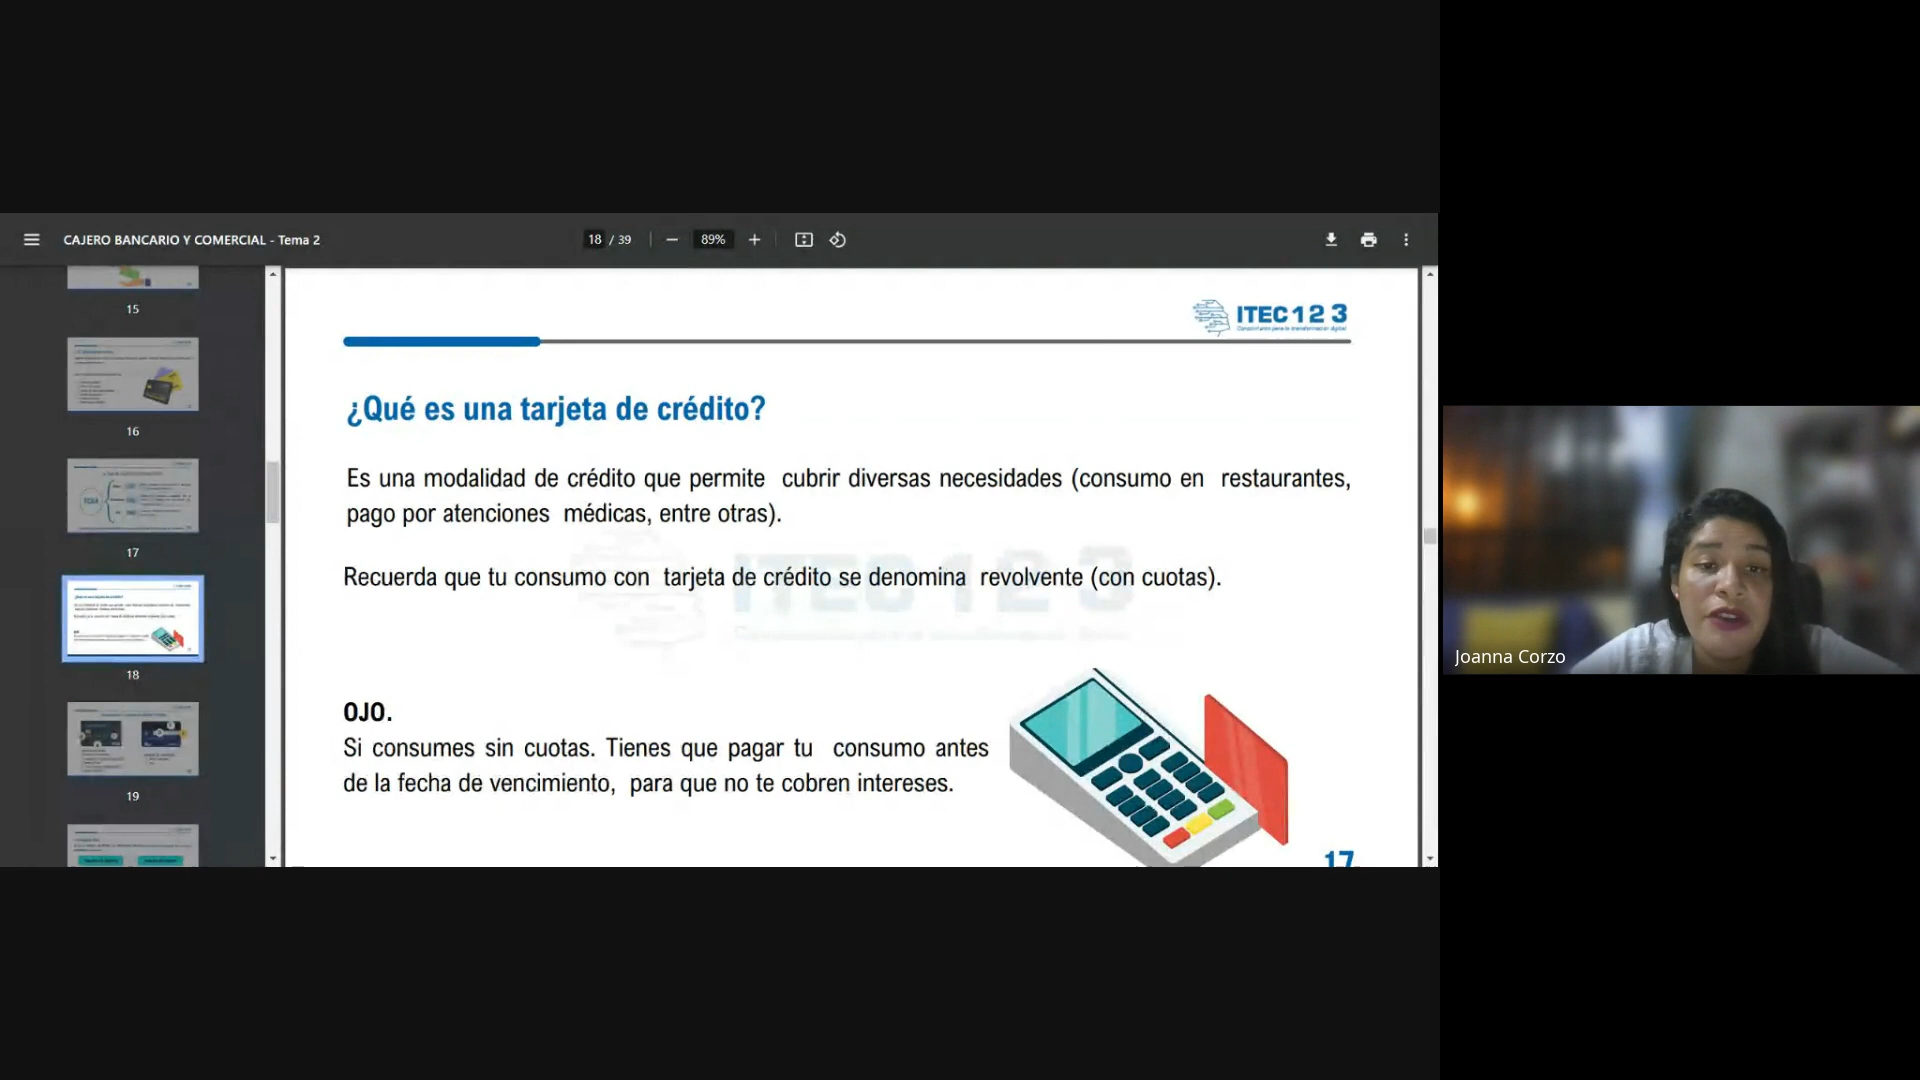 CAJERO BANCARIO Y COMERCIAL - Tema 2
18 / 39
89%
15
16
17
18
19
ITEC 1 2 3
¿Qué es una tarjeta de crédito?
Es una modalidad de crédito que permite cubrir diversas necesidades (consumo en restaurantes,
pago por atenciones médicas, entre otras).
Recuerda que tu consumo con tarjeta de crédito se denomina revolvente (con cuotas).
ITEC 1 2 3
OJO.
Si consumes sin cuotas. Tienes que pagar tu consumo antes
de la fecha de vencimiento, para que no te cobren intereses.
17
Joanna Corzo